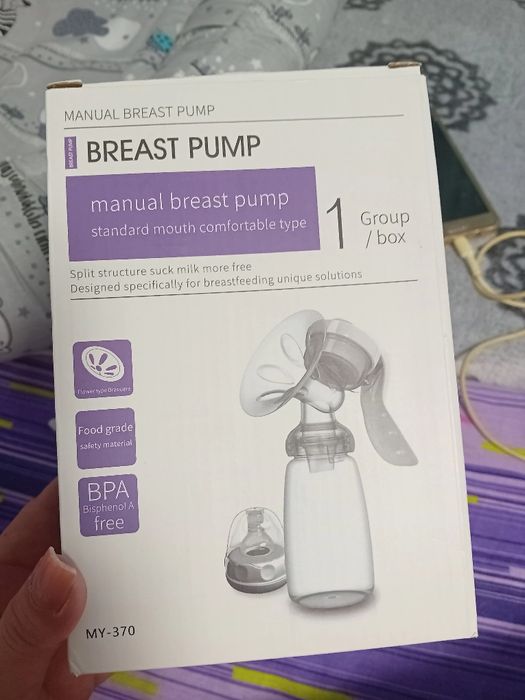 MANUAL BREAST PUMP
BREAST PUMP
BREAST PUMP
manual breast pump
standard mouth comfortable type
1 Group
/ box
Split structure suck milk more free
Designed specifically for breastfeeding unique solutions
Flower type
Food grade
safety material
BPA
Bisphenol A
free
MY-370